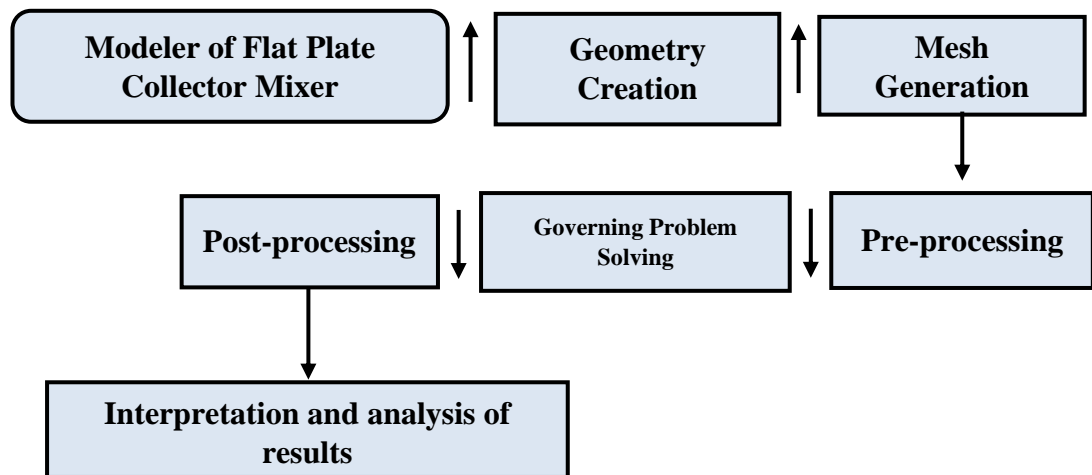 Modeler of Flat Plate
Collector Mixer
Geometry
Creation
Mesh
Generation
Post-processing
Governing Problem
Solving
Pre-processing
Interpretation and analysis of
results